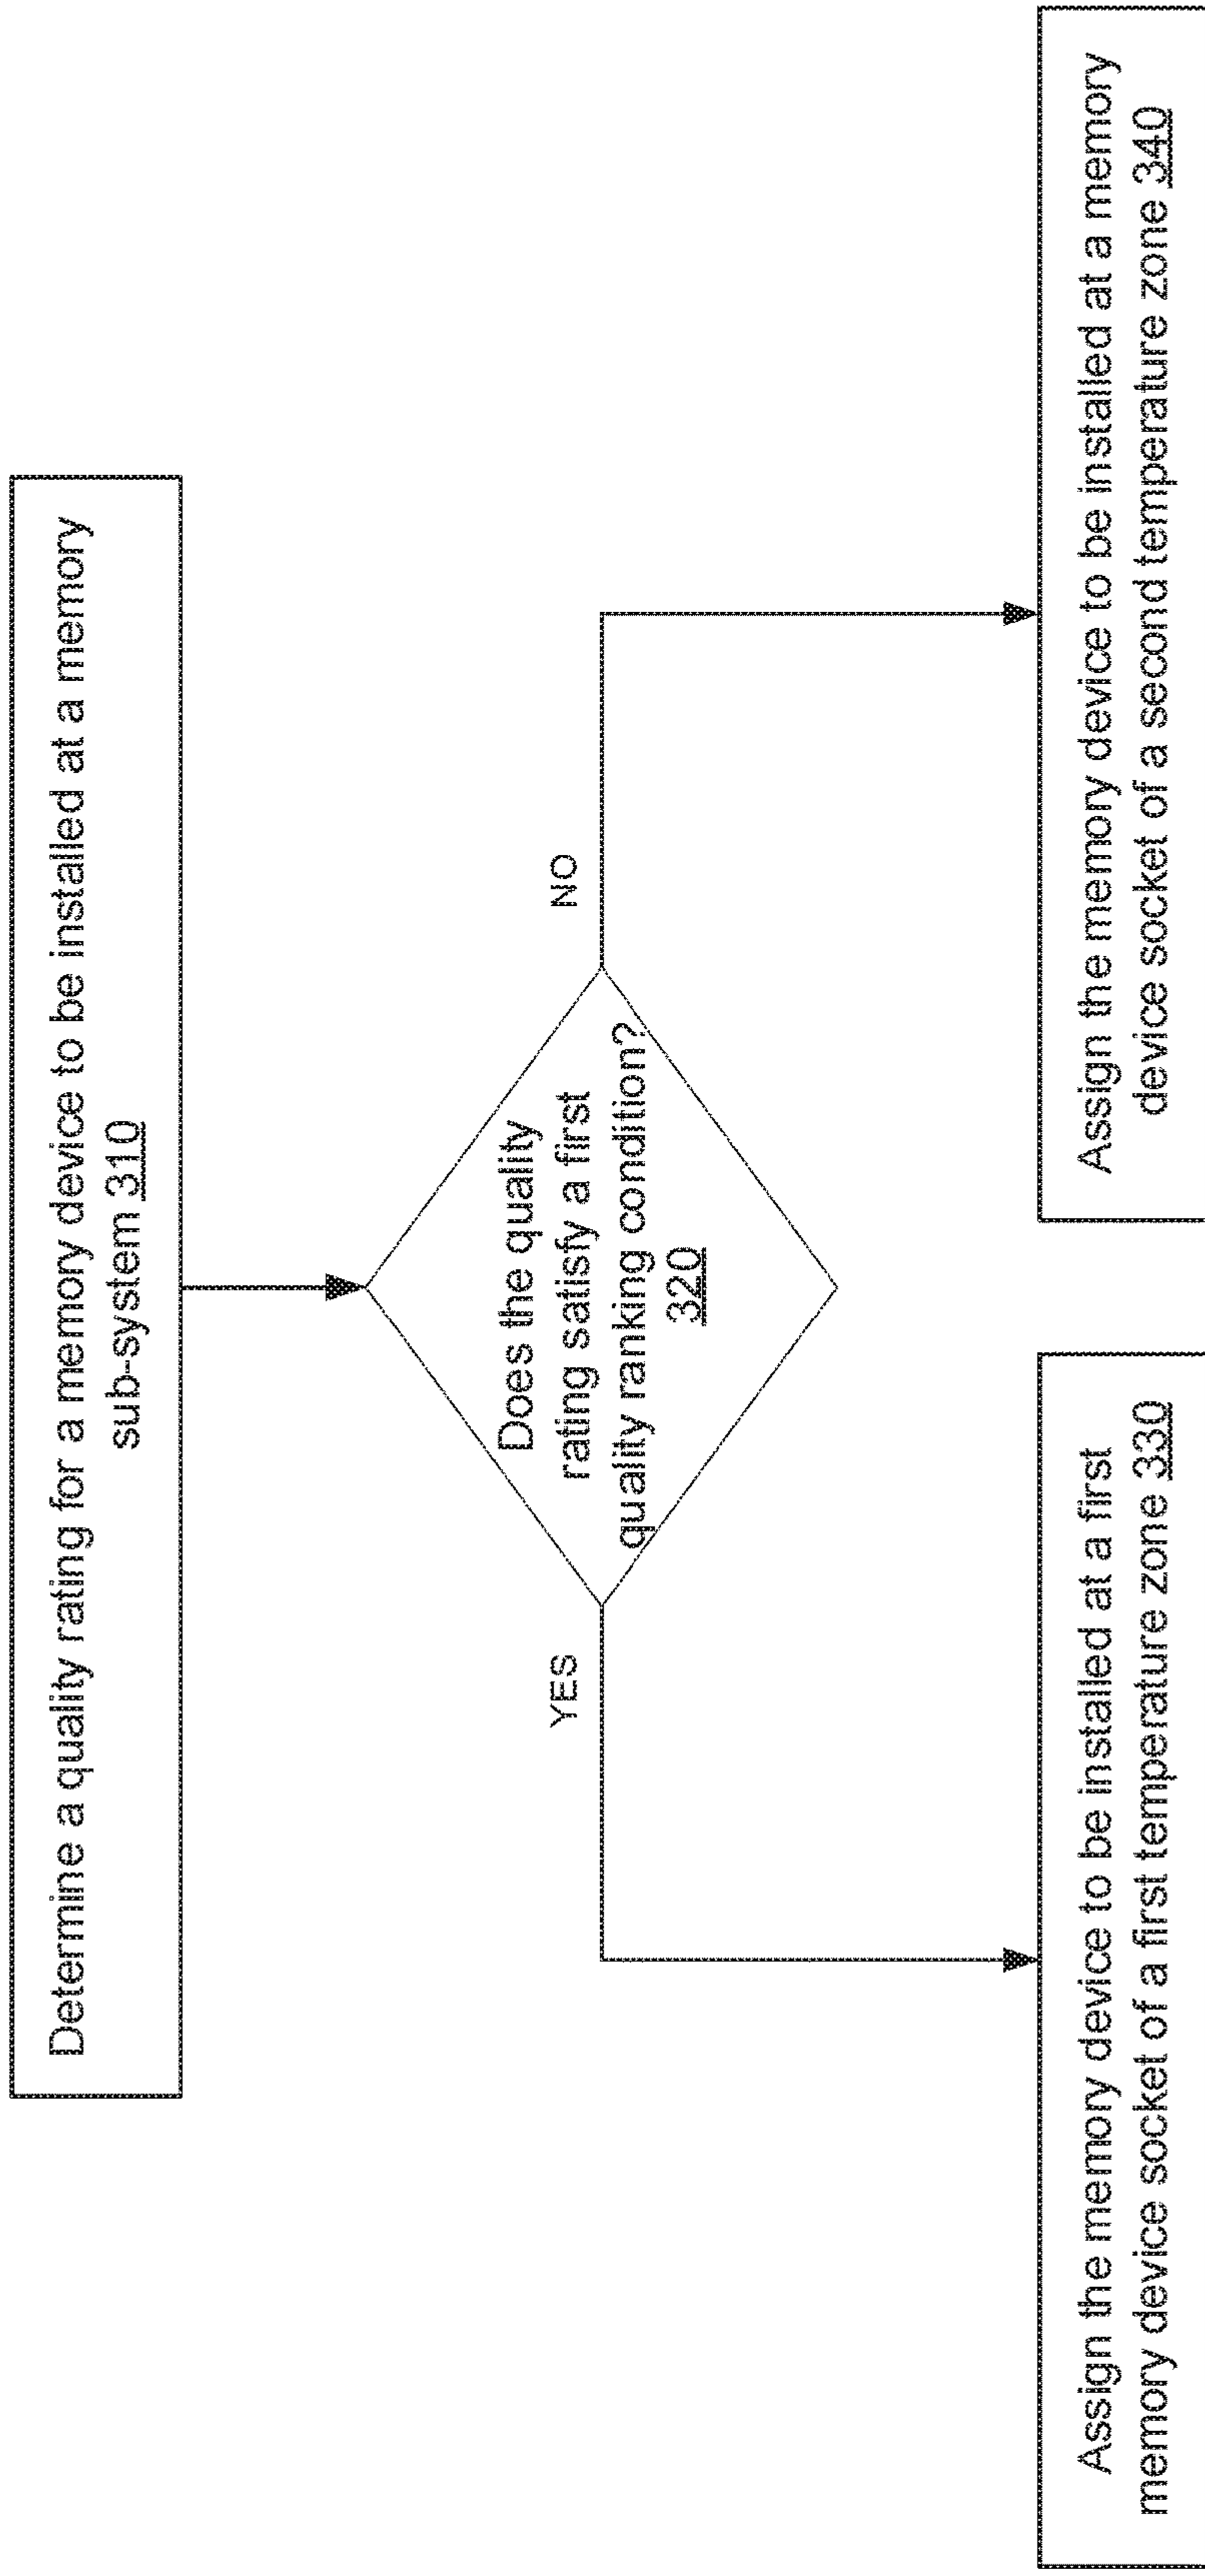 Determine a quality rating for a memory device to be installed at a memory
sub-system 310
Does the quality
rating satisfy a first
quality ranking condition?
320
YES
NO
Assign the memory device to be installed at a first
memory device socket of a first temperature zone 330
Assign the memory device to be installed at a memory
device socket of a second temperature zone 340